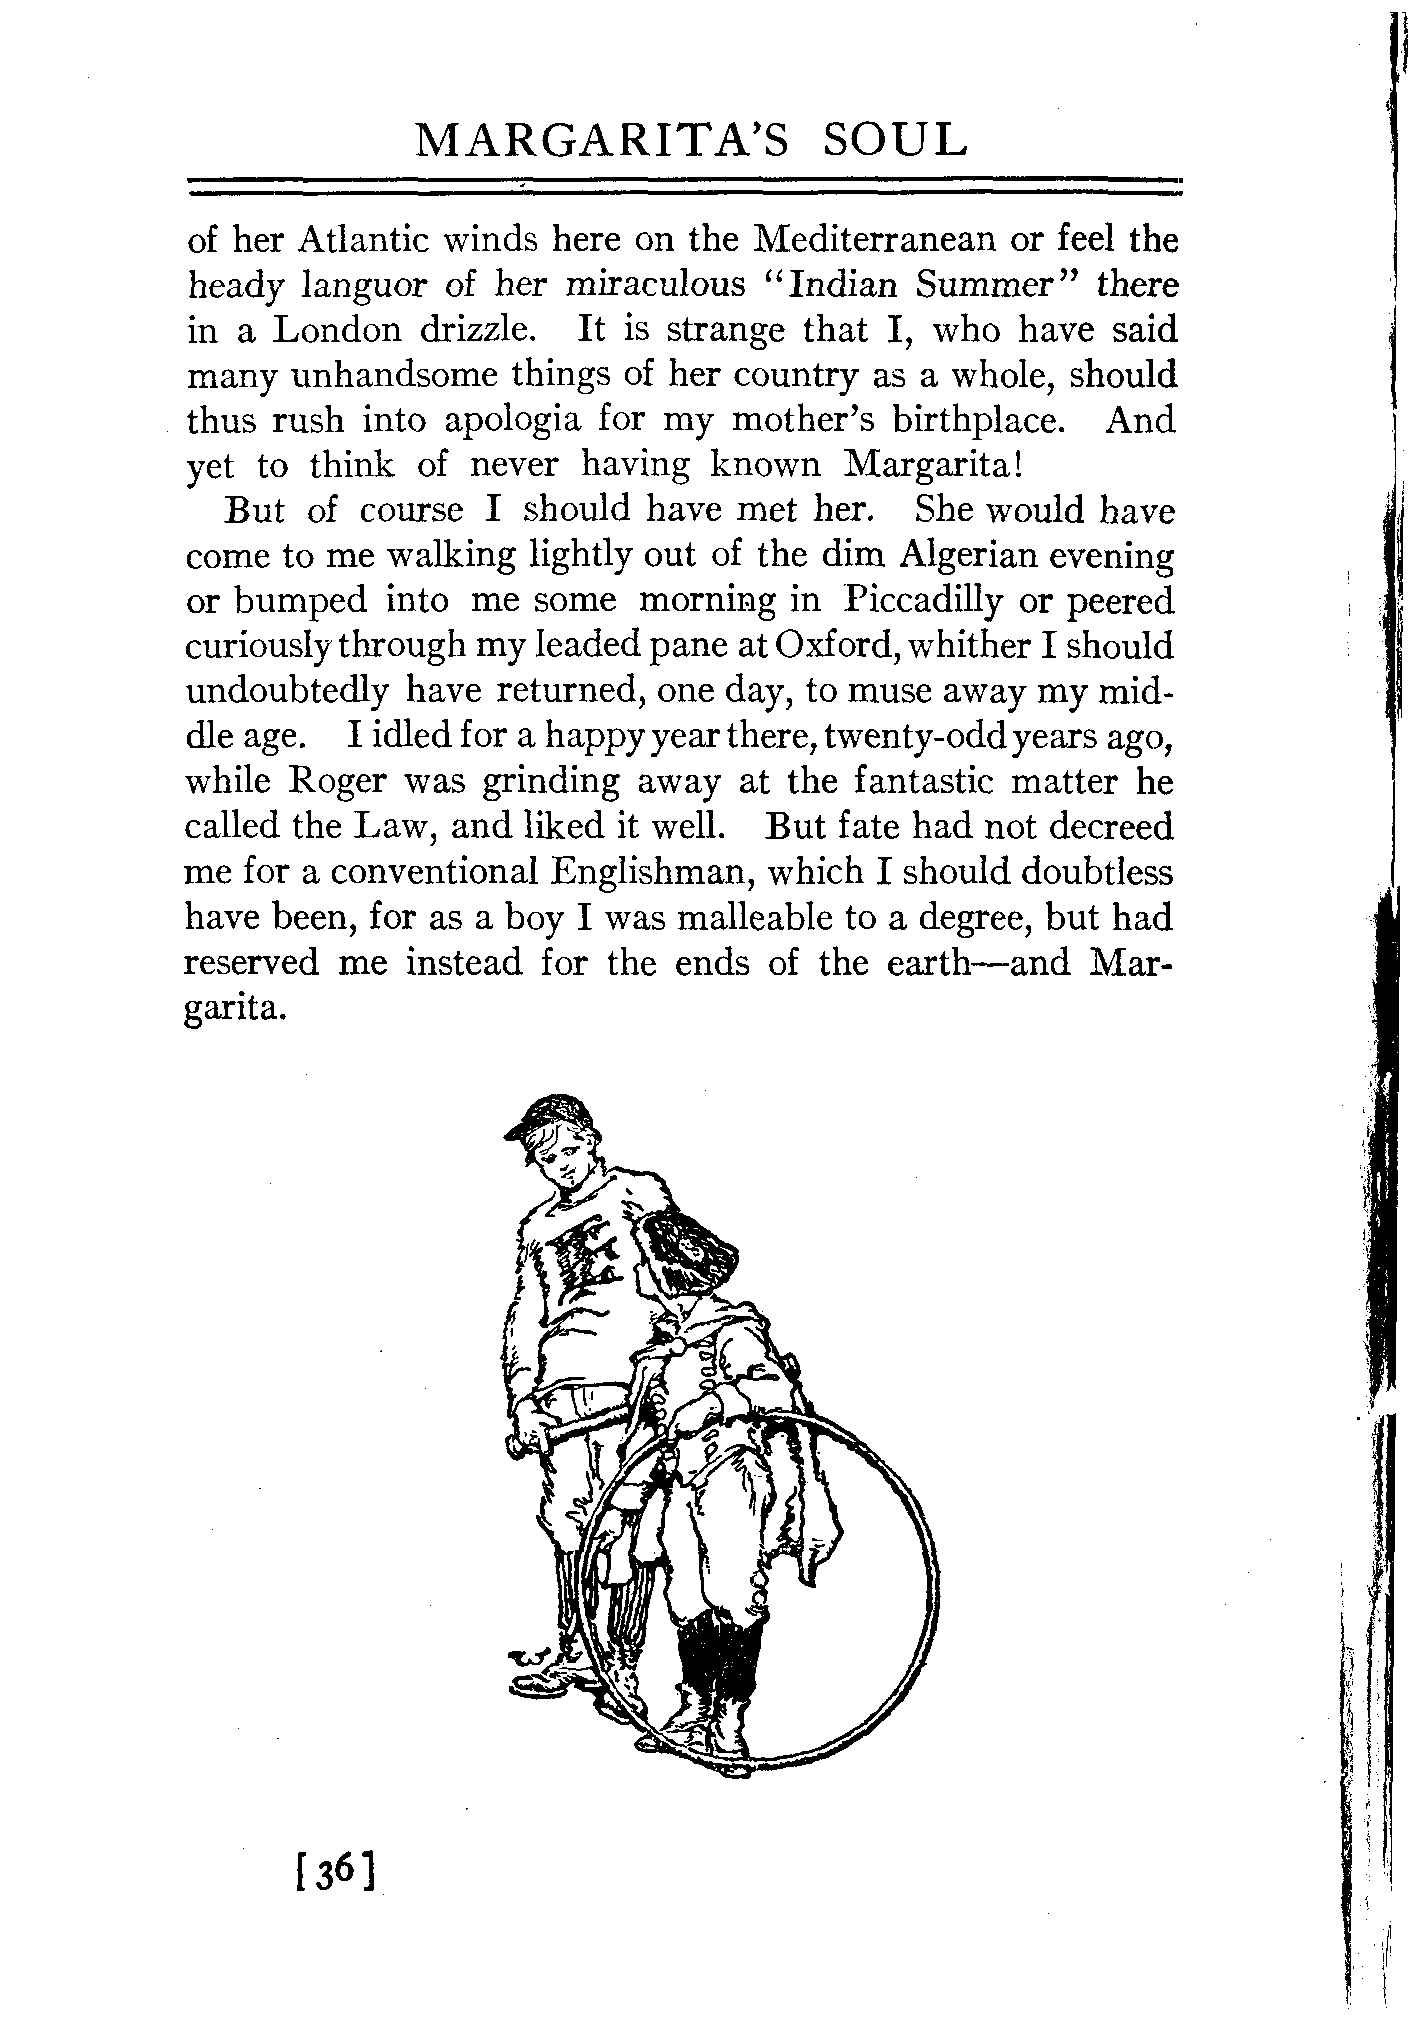 MARGARITA'S SOUL
of her Atlantic winds here on the Mediterranean or feel the
heady languor of her miraculous "Indian Summer" there
in a London drizzle. It is strange that I, who have said
many unhandsome things of her country as a whole, should
thus rush into apologia for my mother's birthplace. And
yet to think of never having known Margarita!
But of course I should have met her. She would have
come to me walking lightly out of the dim Algerian evening
or bumped into me some morning in Piccadilly or peered
curiously through my leaded pane at Oxford, whither I should
undoubtedly have returned, one day, to muse away my mid-
dle age. I idled for a happy year there, twenty-odd years ago,
while Roger was grinding away at the fantastic matter he
called the Law, and liked it well. But fate had not decreed
me for a conventional Englishman, which I should doubtless
have been, for as a boy I was malleable to a degree, but had
reserved me instead for the ends of the earth—and Mar-
garita.
[36]